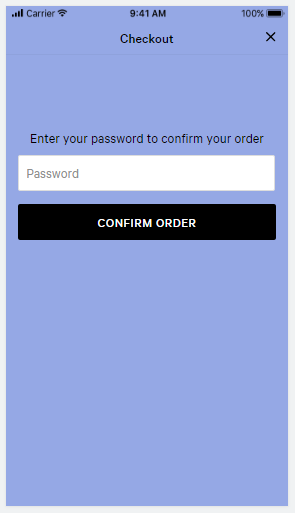 Carrier 9:41 AM 100%
Checkout
Enter your password to confirm your order
Password
CONFIRM ORDER